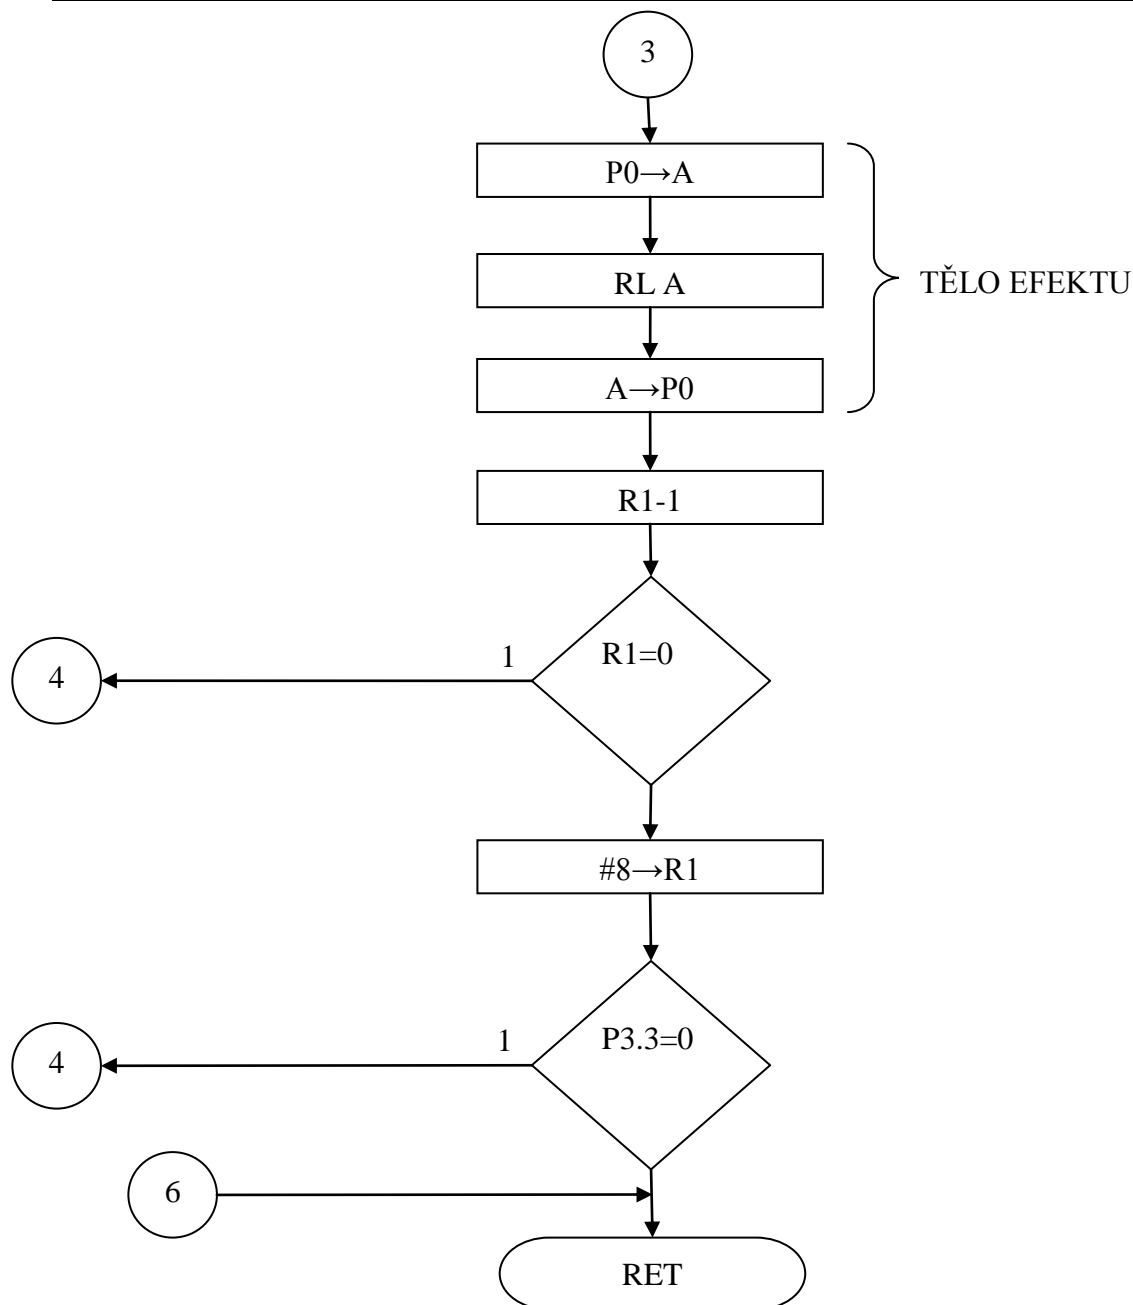 3
P0→A
RL A
TĚLO EFEKTU
A→P0
R1-1
R1=0
1
4
#8→R1
P3.3=0
1
4
6
RET